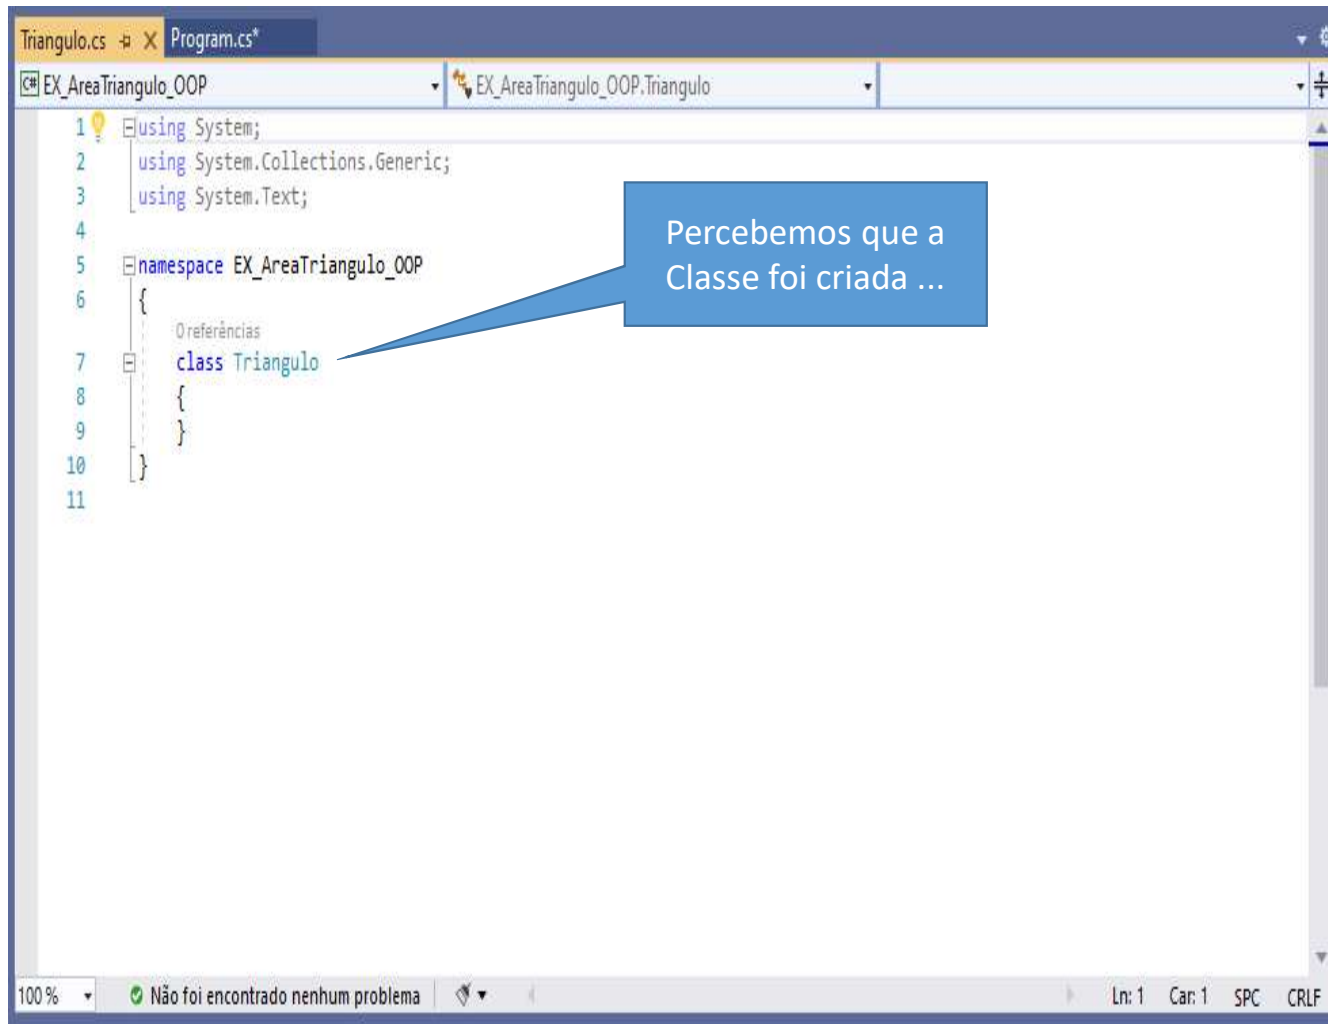 Triangulo.cs Program.cs*
C# EX_AreaTriangulo_OOP EX_AreaTriangulo_OOP.Triangulo
1 using System;
2 using System.Collections.Generic;
3 using System.Text;
4
5 namespace EX_AreaTriangulo_OOP
6 {
0 referências
7 class Triangulo
8 {
9 }
10 }
11
Percebemos que a
Classe foi criada ...
100 % Não foi encontrado nenhum problema Ln: 1 Car: 1 SPC CRLF